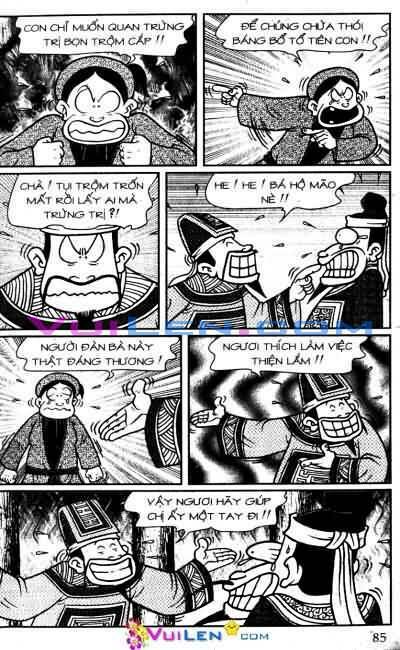 CON CHỈ MUỐN QUAN TRỪNG
TRỊ BỌN TRỘM CẮP !!
ĐỂ CHÚNG CHỪA THÓI
BÁNG BỔ TỔ TIÊN CON !!
CHÀ ! TỤI TRỘM TRỐN
MẤT RỒI LẤY AI MÀ
TRỪNG TRỊ ?!
HE ! HE ! BÁ HỘ MÃO
NÈ !!
VUILEN.COM
NGƯỜI ĐÀN BÀ NÀY
THẬT ĐÁNG THƯƠNG !
NGƯƠI THÍCH LÀM VIỆC
THIỆN LẮM !!
VẬY NGƯƠI HÃY GIÚP
CHỊ ẤY MỘT TAY ĐI !!
85
VUILEN.COM